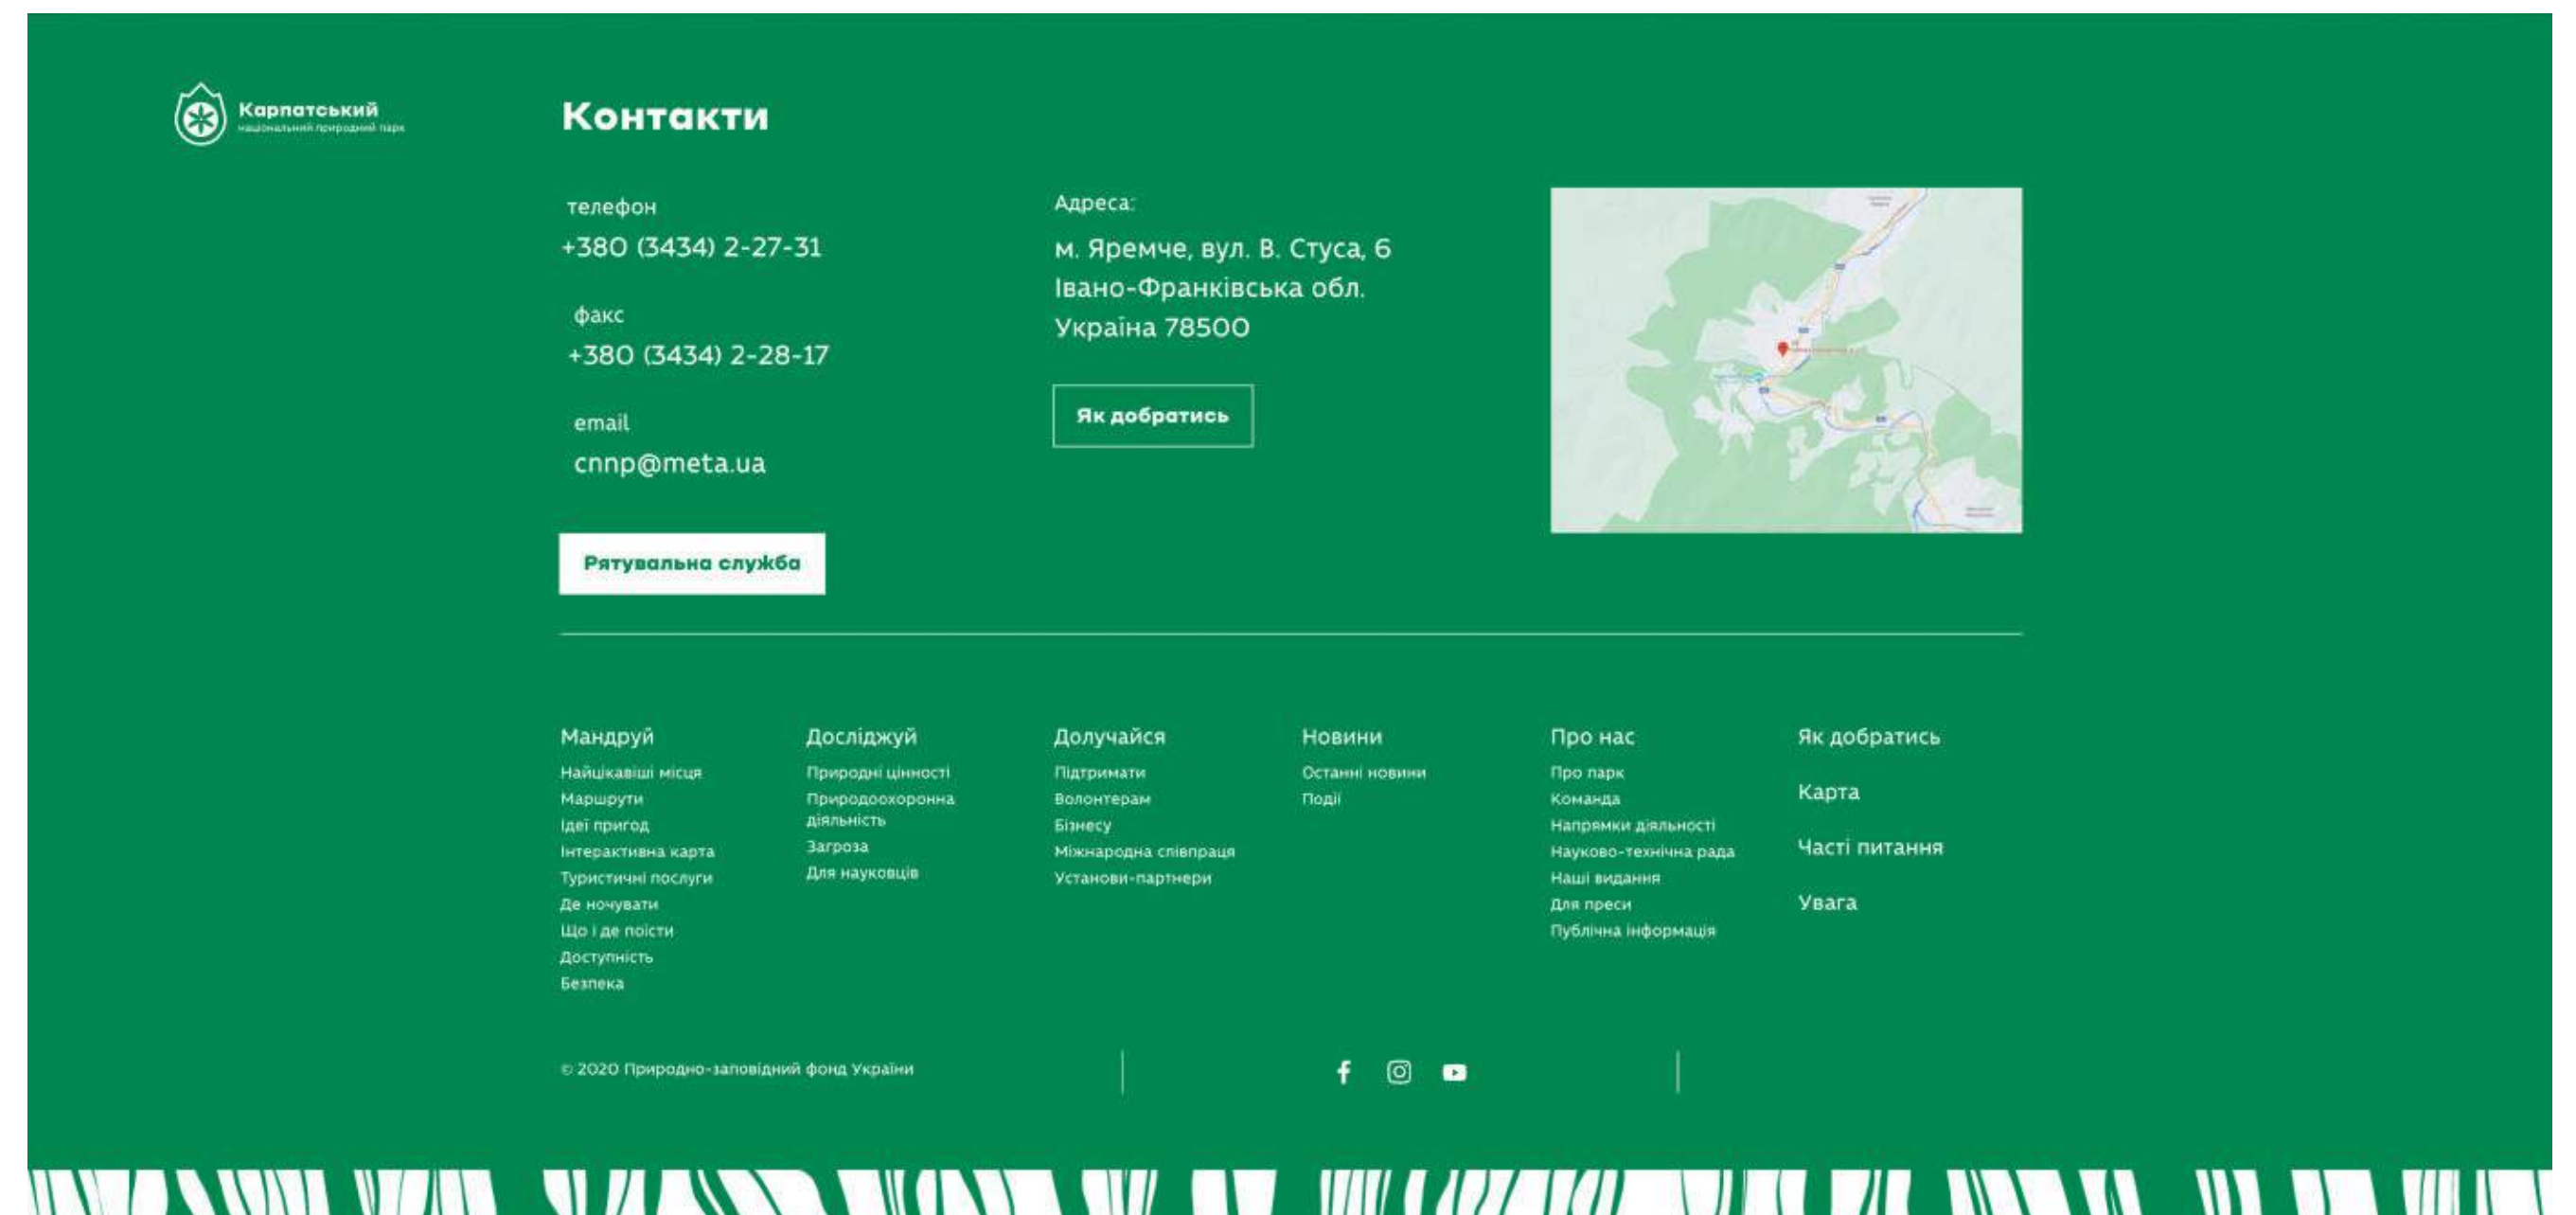 Карпатський
національний природний парк
Контакти
телефон
+380 (3434) 2-27-31
факс
+380 (3434) 2-28-17
email
cnnp@meta.ua
Рятувальна служба
Адреса:
м. Яремче, вул. В. Стуса, 6
Івано-Франківська обл.
Україна 78500
Як добратись
Мандруй
Найцікавіші місця
Маршрути
Ідеї пригод
Інтерактивна карта
Туристичні послуги
Де ночувати
Що і де поїсти
Доступність
Безпека
Досліджуй
Природні цінності
Природоохоронна
діяльність
Загроза
Для науковців
Долучайся
Підтримати
Волонтерам
Бізнесу
Міжнародна співпраця
Установи-партнери
Новини
Останні новини
Події
Про нас
Про парк
Команда
Напрямки діяльності
Науково-технічна рада
Наші видання
Для преси
Публічна інформація
Як добратись
Карта
Часті питання
Увага
© 2020 Природно-заповідний фонд України